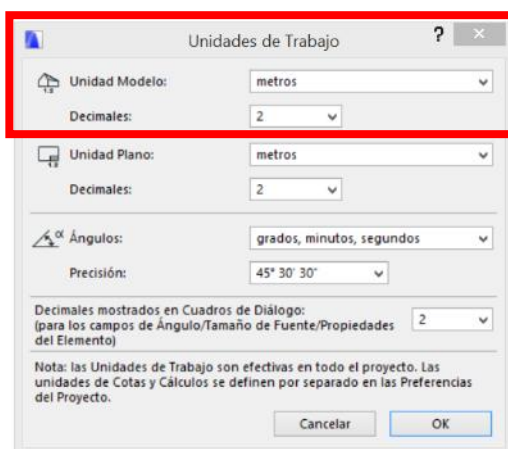 Unidades de Trabajo ?
Unidad Modelo: metros
Decimales: 2
Unidad Plano: metros
Decimales: 2
α Ángulos: grados, minutos, segundos
Precisión: 45° 30' 30"
Decimales mostrados en Cuadros de Diálogo:
(para los campos de Ángulo/Tamaño de Fuente/Propiedades 2
del Elemento)
Nota: las Unidades de Trabajo son efectivas en todo el proyecto. Las
unidades de Cotas y Cálculos se definen por separado en las Preferencias
del Proyecto.
Cancelar OK